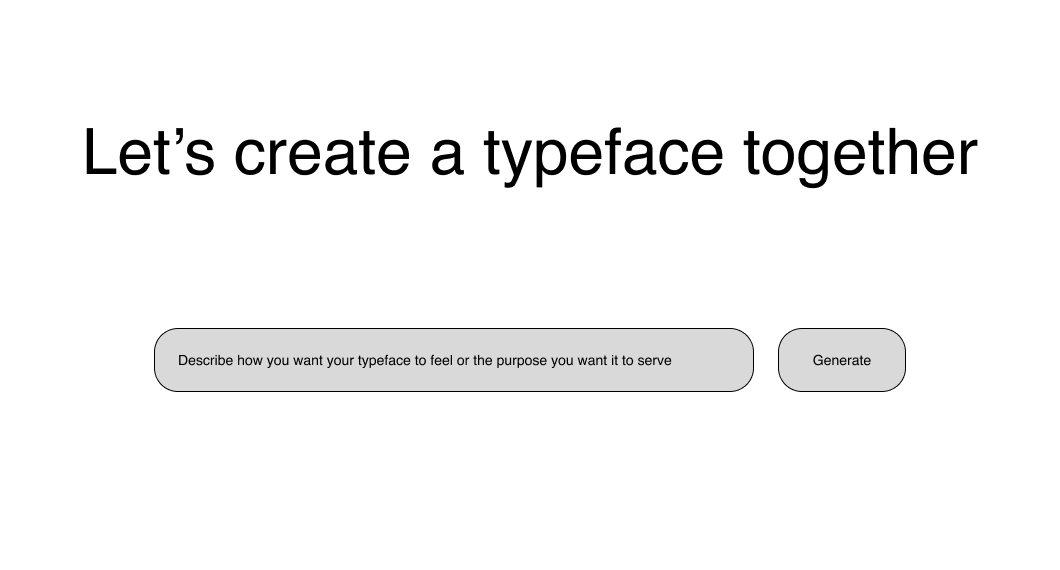 Let’s create a typeface together
Describe how you want your typeface to feel or the purpose you want it to serve
Generate